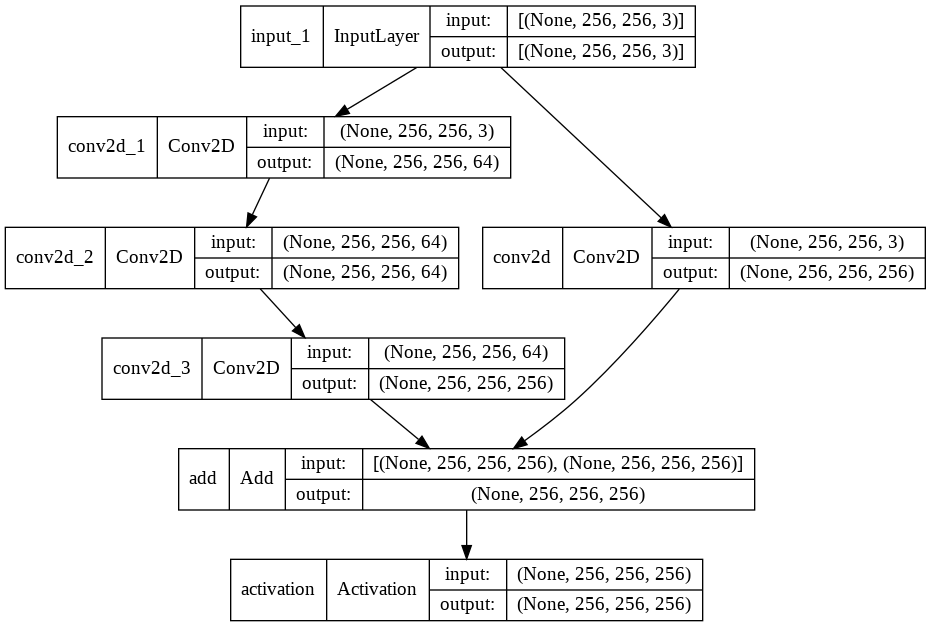 input_1 InputLayer input: [(None, 256, 256, 3)]
output: [(None, 256, 256, 3)]
conv2d_1 Conv2D input: (None, 256, 256, 3)
output: (None, 256, 256, 64)
conv2d_2 Conv2D input: (None, 256, 256, 64)
output: (None, 256, 256, 64)
conv2d Conv2D input: (None, 256, 256, 3)
output: (None, 256, 256, 256)
conv2d_3 Conv2D input: (None, 256, 256, 64)
output: (None, 256, 256, 256)
add Add input: [(None, 256, 256, 256), (None, 256, 256, 256)]
output: (None, 256, 256, 256)
activation Activation input: (None, 256, 256, 256)
output: (None, 256, 256, 256)